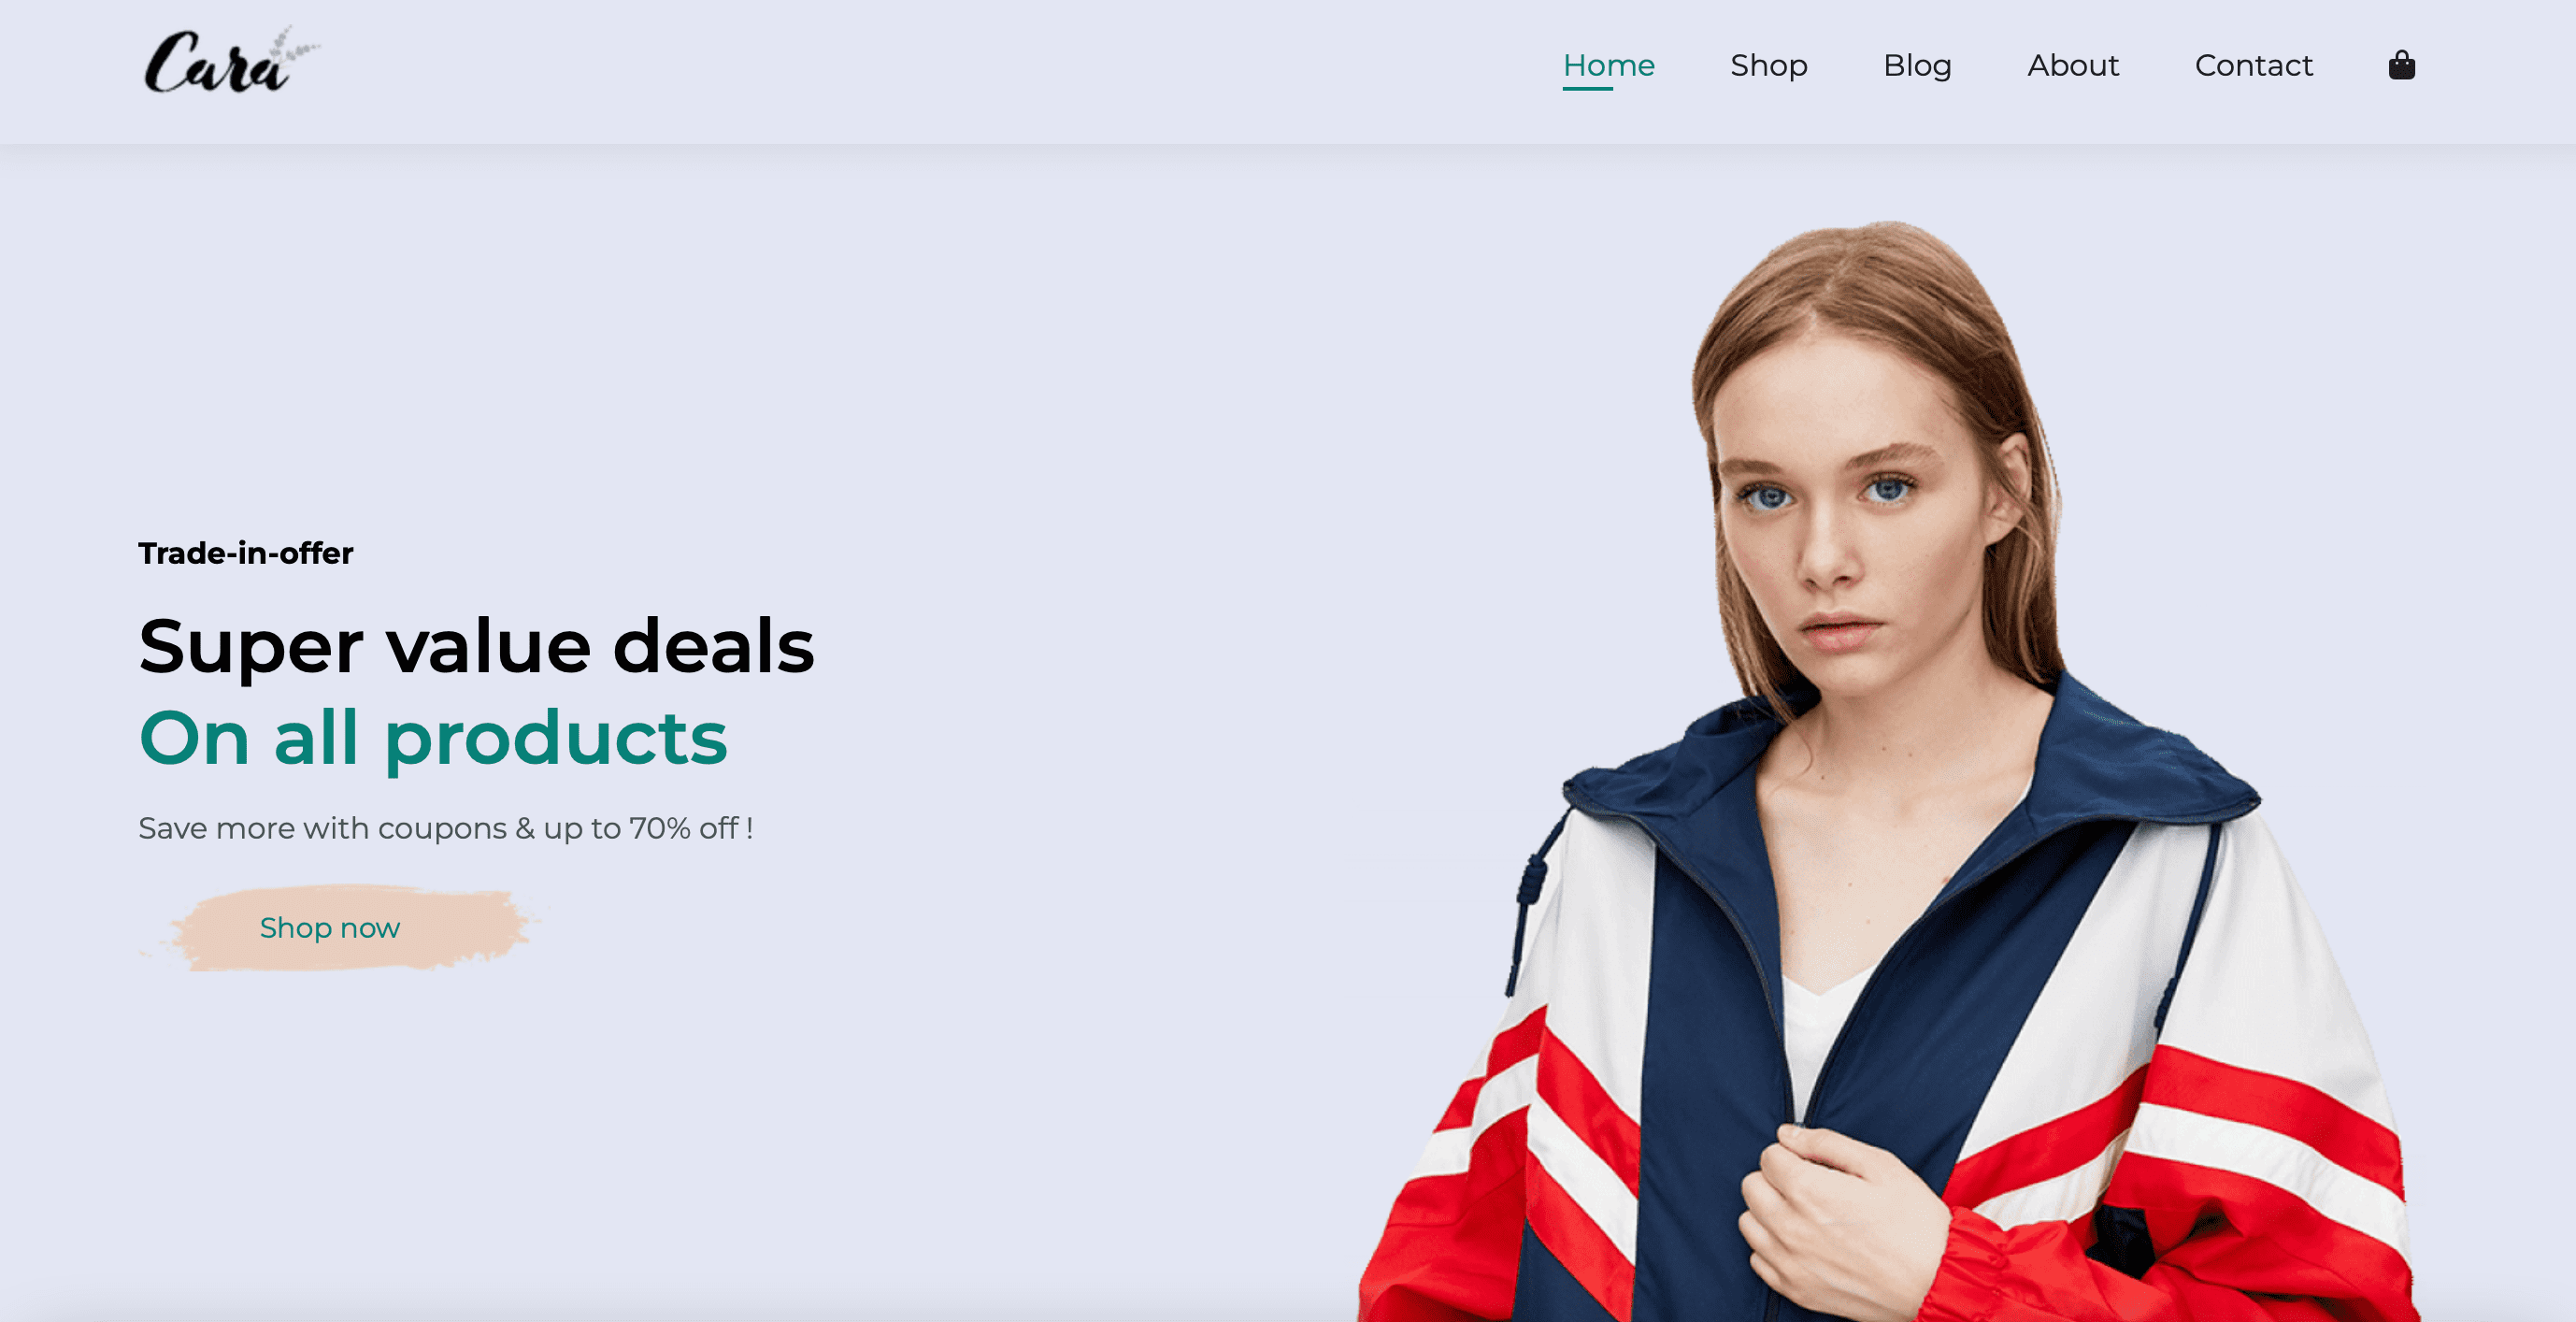 Cara
Home Shop Blog About Contact
Trade-in-offer
Super value deals
On all products
Save more with coupons & up to 70% off !
Shop now